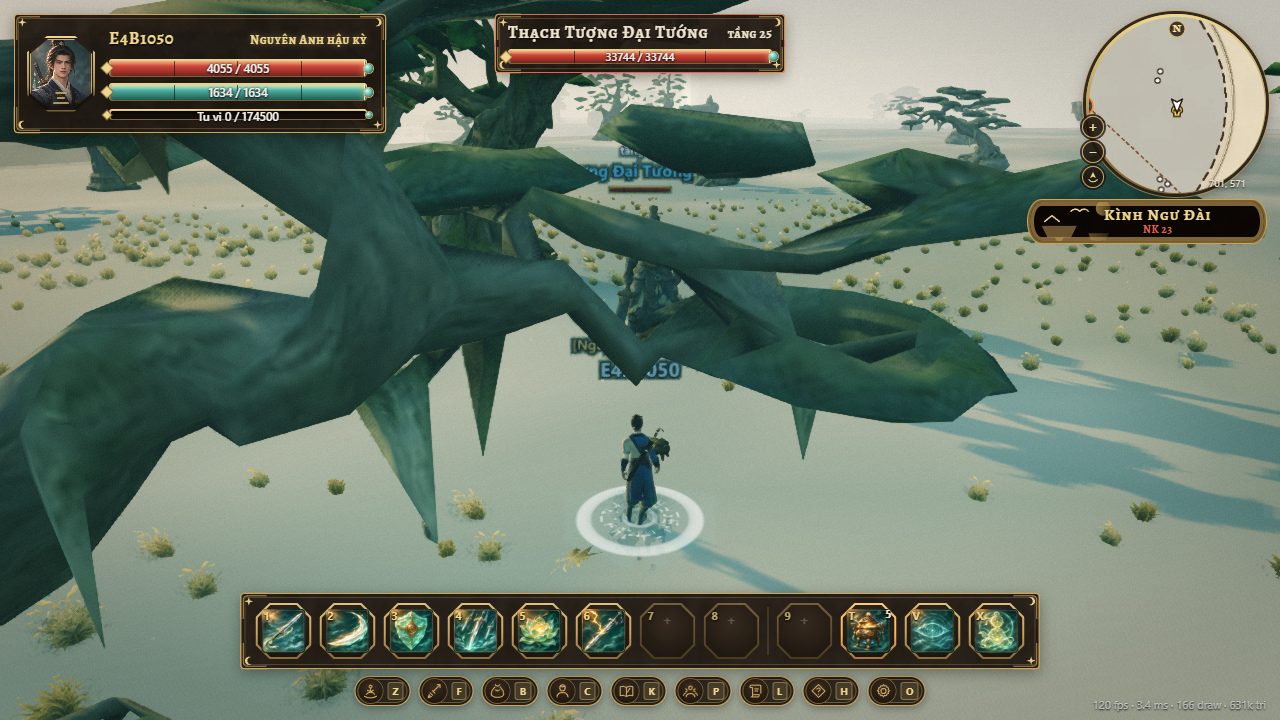 E4B1050
Nguyên Anh hậu kỳ
4055 / 4055
1634 / 1634
Tu vi 0 / 174500
Thạch Tượng Đại Tướng
Tầng 25
33744 / 33744
N
701, 571
Kình Ngư Đài
NK 23
Đại Tướng
1 2 3 4 5 6 7 8 9 T 5 V X
Z F B C K P L H O
120 fps · 3.4 ms · 166 draw · 631k tri